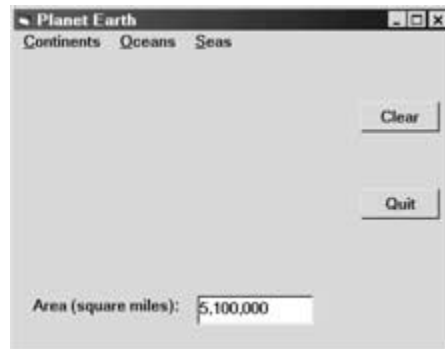 Planet Earth
Continents Oceans Seas
Clear
Quit
Area (square miles): 5,100,000